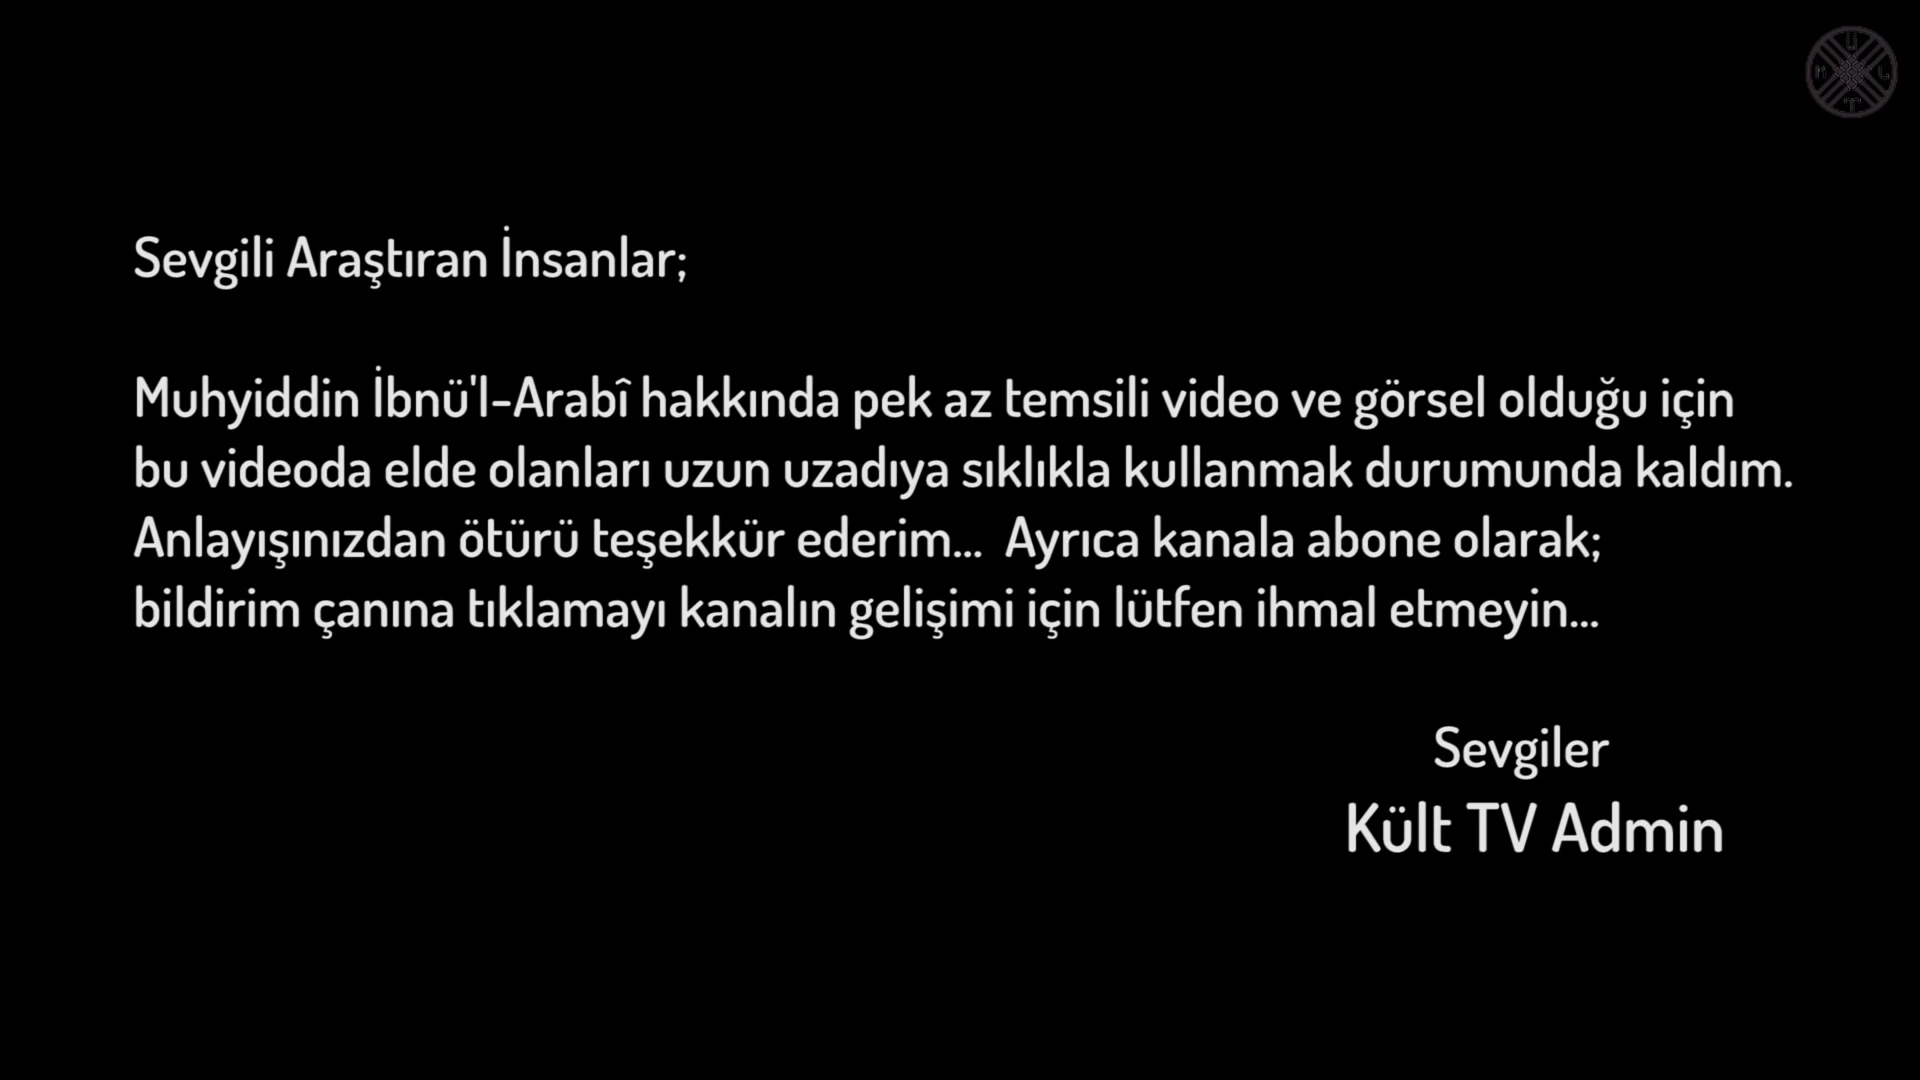 Sevgili Araştıran İnsanlar;
Muhyiddin İbnü'l-Arabî hakkında pek az temsili video ve görsel olduğu için
bu videoda elde olanları uzun uzadıya sıklıkla kullanmak durumunda kaldım.
Anlayışınızdan ötürü teşekkür ederim... Ayrıca kanala abone olarak;
bildirim çanına tıklamayı kanalın gelişimi için lütfen ihmal etmeyin...
Sevgiler
Kült TV Admin